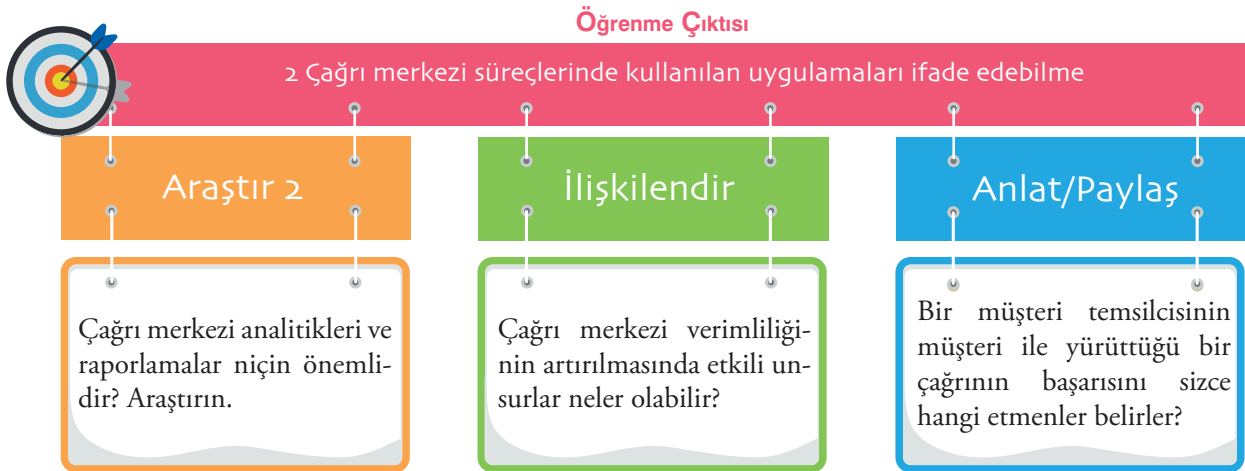 Öğrenme Çıktısı
2 Çağrı merkezi süreçlerinde kullanılan uygulamaları ifade edebilme
Araştır 2
Çağrı merkezi analitikleri ve
raporlamalar niçin önemli-
dir? Araştırın.
İlişkilendir
Çağrı merkezi verimliliği-
nin artırılmasında etkili un-
surlar neler olabilir?
Anlat/Paylaş
Bir müşteri temsilcisinin
müşteri ile yürüttüğü bir
çağrının başarısını sizce
hangi etmenler belirler?